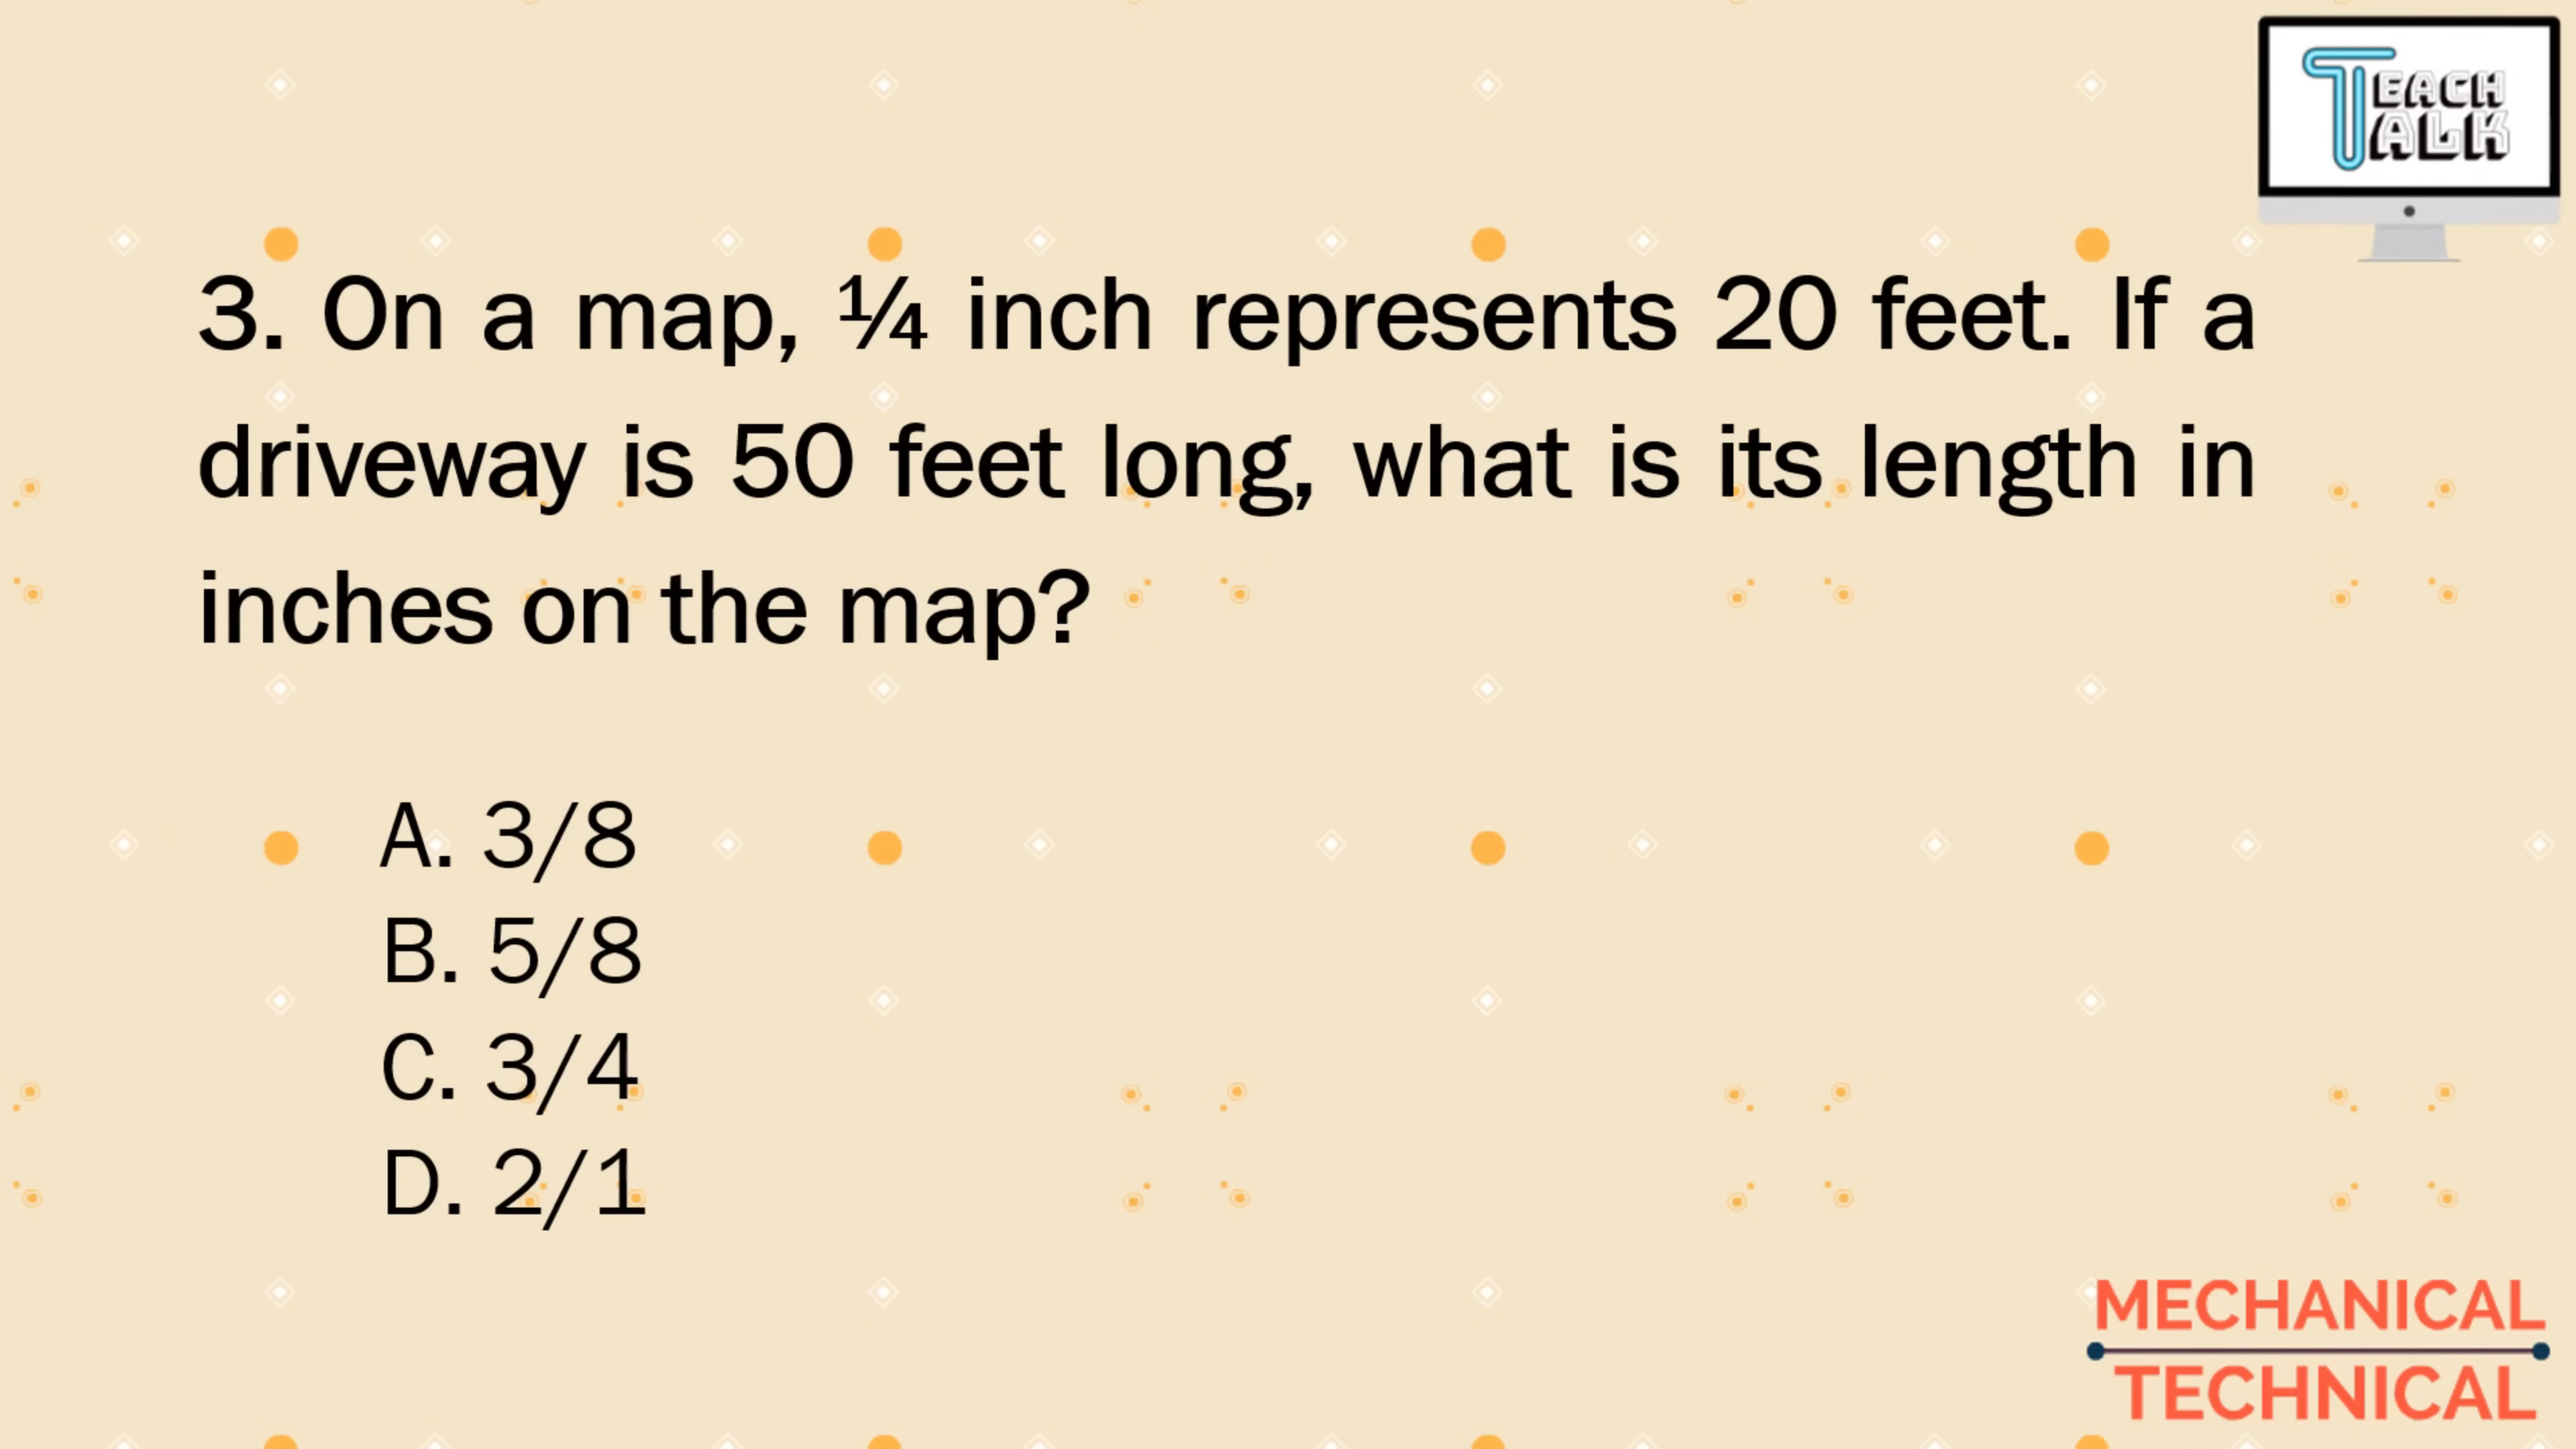 TEACH
TALK
3. On a map, ¼ inch represents 20 feet. If a
driveway is 50 feet long, what is its length in
inches on the map?
A. 3/8
B. 5/8
C. 3/4
D. 2/1
MECHANICAL
TECHNICAL